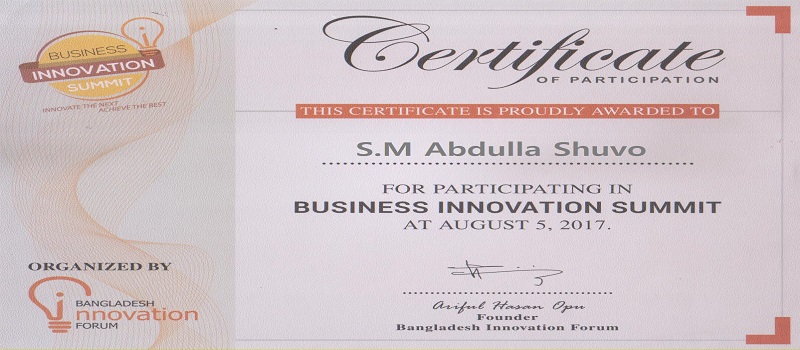 BUSINESS
INNOVATION
SUMMIT
INNOVATE THE NEXT
ACHIEVE THE BEST
Certificate
OF PARTICIPATION
THIS CERTIFICATE IS PROUDLY AWARDED TO
S.M Abdulla Shuvo
FOR PARTICIPATING IN
BUSINESS INNOVATION SUMMIT
AT AUGUST 5, 2017.
ORGANIZED BY
BANGLADESH
innovation
FORUM
Ariful Hasan Opu
Founder
Bangladesh Innovation Forum